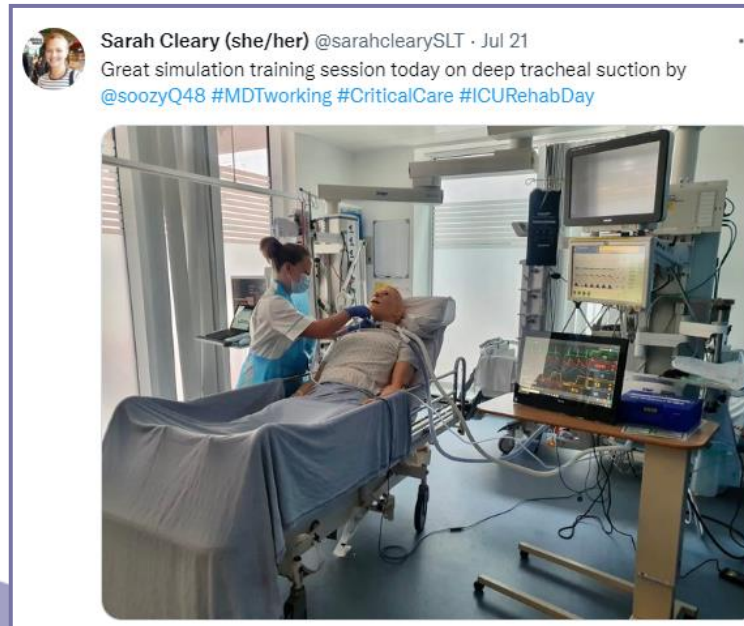 Sarah Cleary (she/her) @sarahclearySLT · Jul 21
Great simulation training session today on deep tracheal suction by
@soozyQ48 #MDTworking #CriticalCare #ICURehabDay